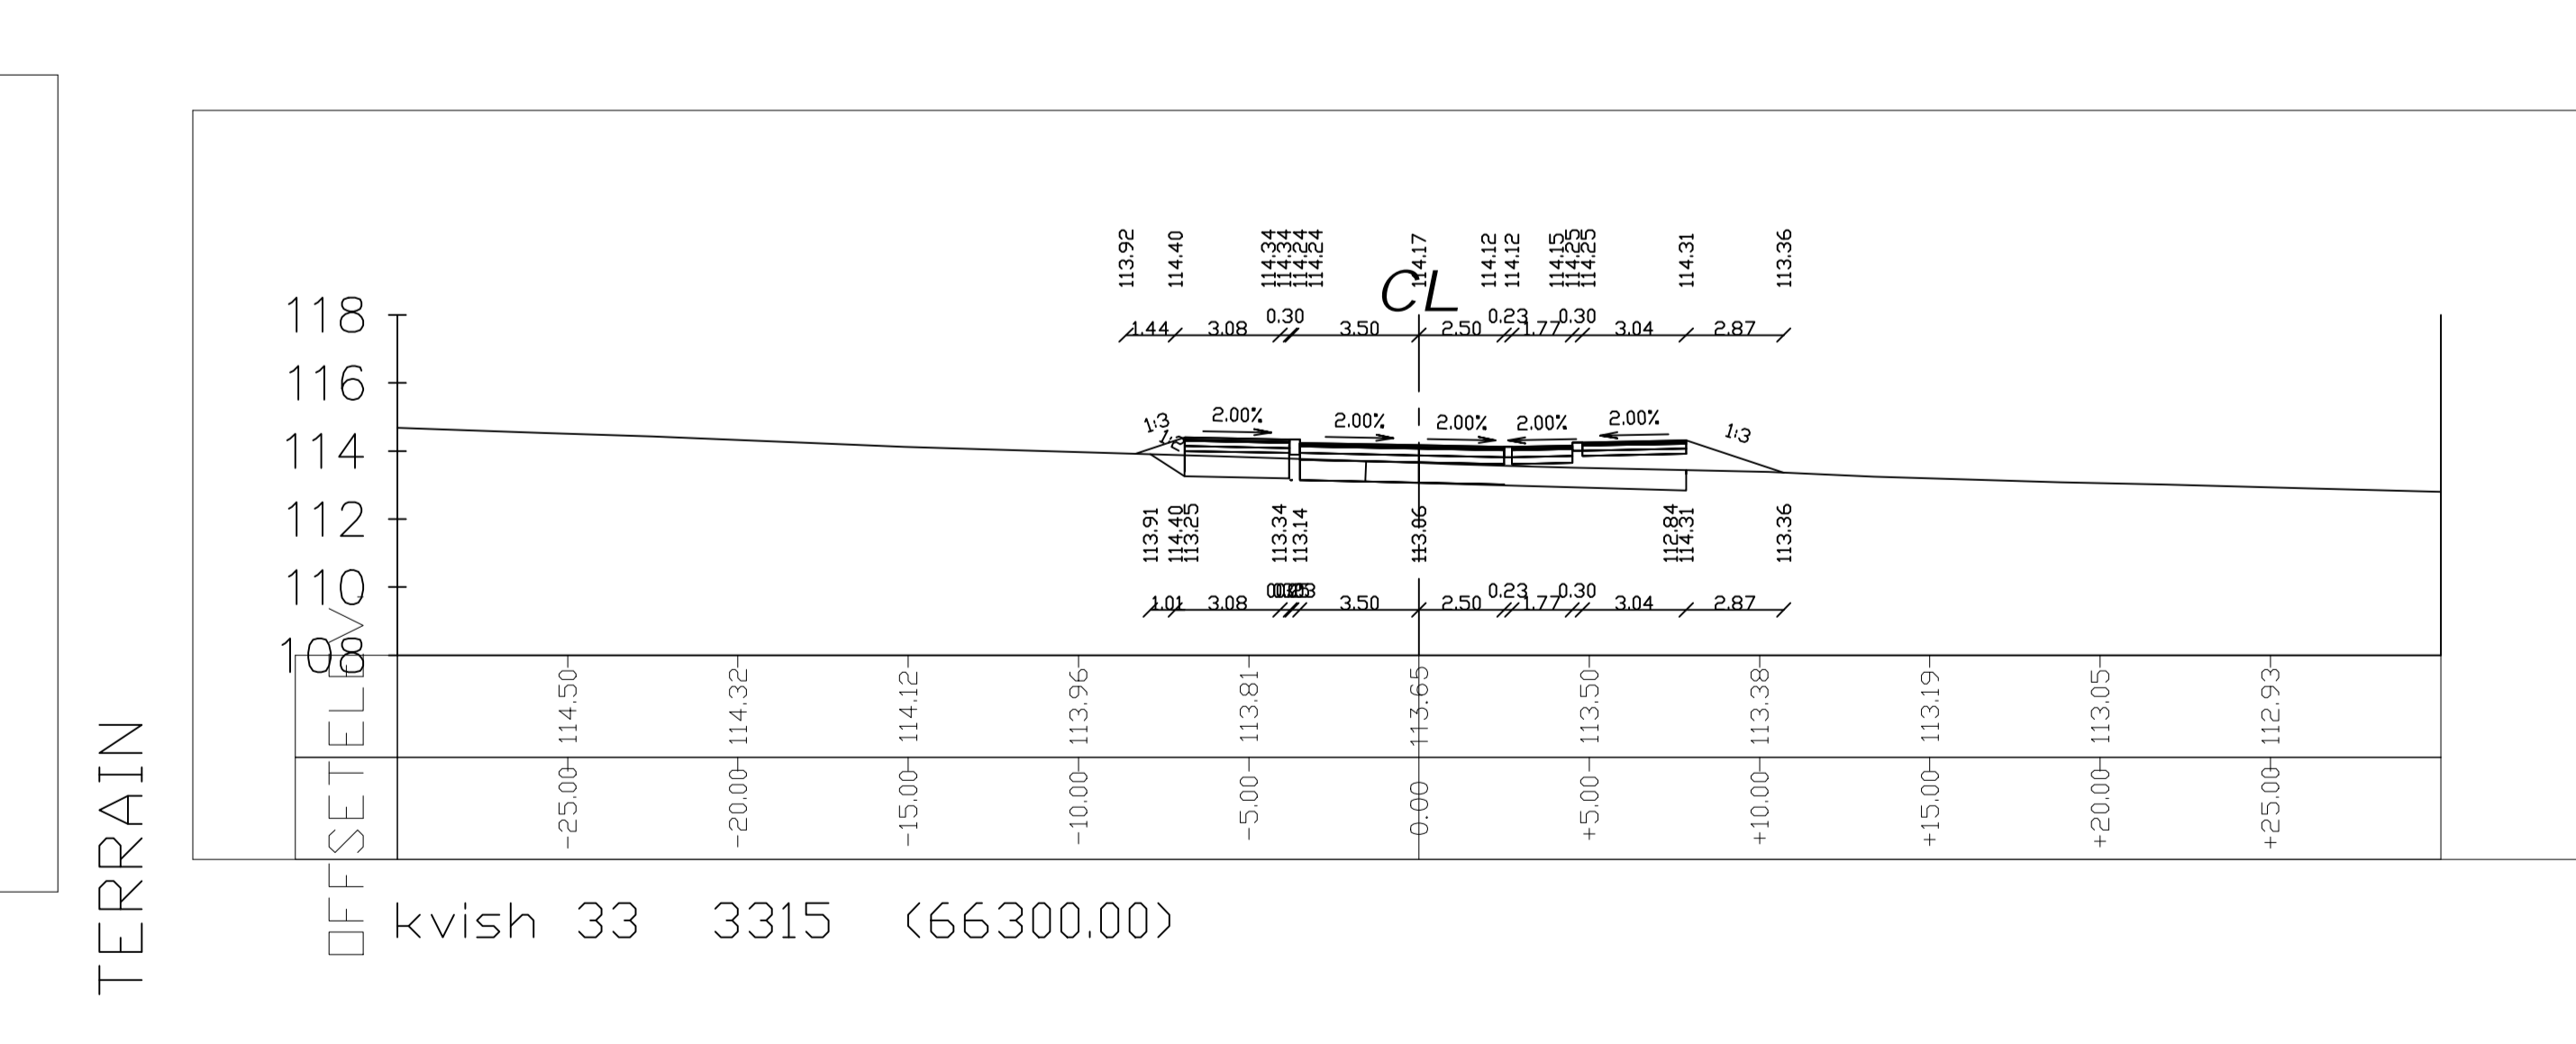 113.92 114.40 114.34 114.34 114.24 114.24 114.17 114.12 114.12 114.15 114.25 114.25 114.31 113.36
CL
1.44 3.08 0.30 3.50 2.50 0.23 1.77 0.30 3.04 2.87
118
116
114
112
110
108
1:3 1:2 2.00% 2.00% 2.00% 2.00% 2.00% 1:3
113.91 114.40 113.25 113.34 113.14 113.06 112.84 114.31 113.36
1.01 3.08 3.50 2.50 0.23 1.77 0.30 3.04 2.87
TERRAIN
ELEV.
114.50 114.32 114.12 113.96 113.81 113.65 113.50 113.38 113.19 113.05 112.93
OFFSET
-25.00 -20.00 -15.00 -10.00 -5.00 0.00 +5.00 +10.00 +15.00 +20.00 +25.00
kvish 33 3315 (66300.00)